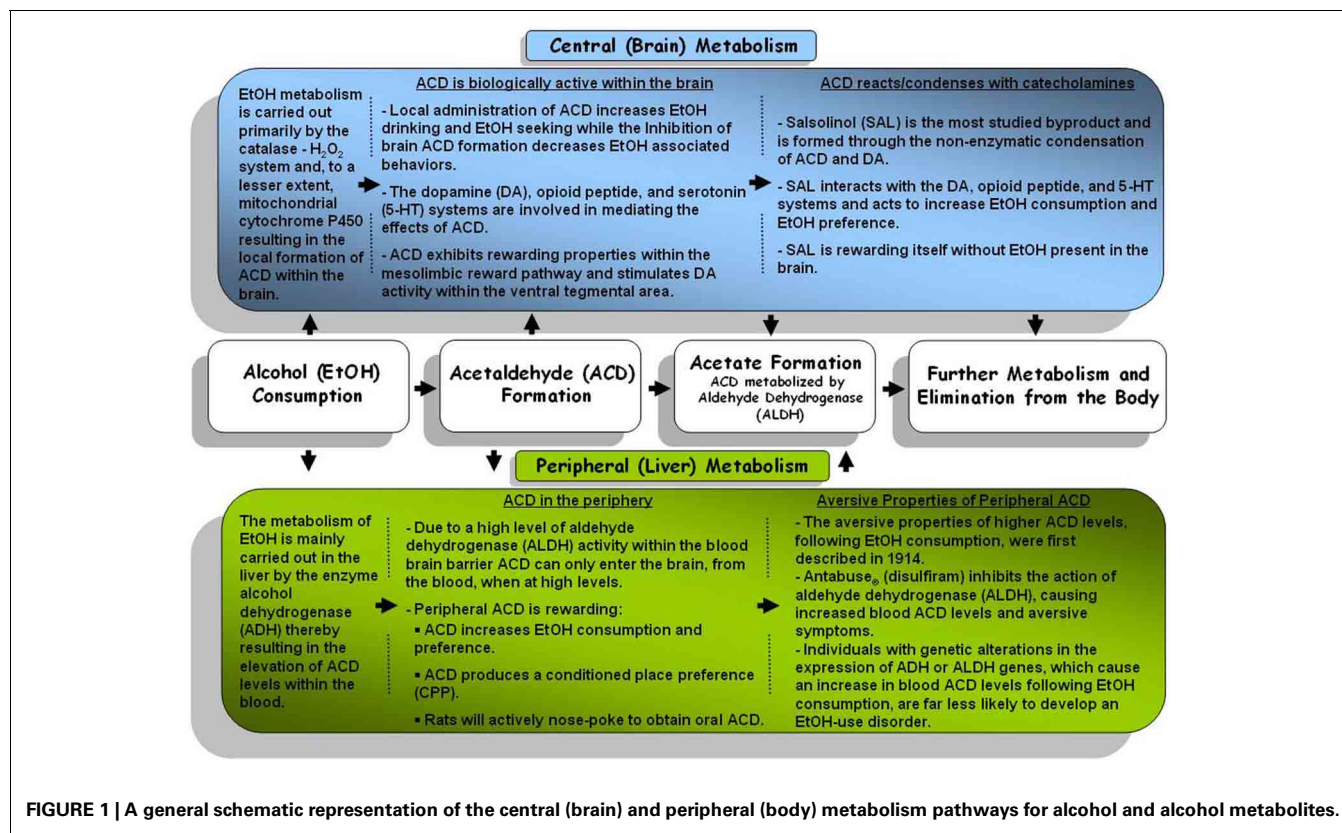 Central (Brain) Metabolism
EtOH metabolism
is carried out
primarily by the
catalase - H₂O₂
system and, to a
lesser extent,
mitochondrial
cytochrome P450
resulting in the
local formation of
ACD within the
brain.
ACD is biologically active within the brain
- Local administration of ACD increases EtOH
drinking and EtOH seeking while the Inhibition of
brain ACD formation decreases EtOH associated
behaviors.
- The dopamine (DA), opioid peptide, and serotonin
(5-HT) systems are involved in mediating the
effects of ACD.
- ACD exhibits rewarding properties within the
mesolimbic reward pathway and stimulates DA
activity within the ventral tegmental area.
ACD reacts/condenses with catecholamines
- Salsolinol (SAL) is the most studied byproduct and
is formed through the non-enzymatic condensation
of ACD and DA.
- SAL interacts with the DA, opioid peptide, and 5-HT
systems and acts to increase EtOH consumption and
EtOH preference.
- SAL is rewarding itself without EtOH present in the
brain.
Alcohol (EtOH)
Consumption
Acetaldehyde (ACD)
Formation
Acetate Formation
ACD metabolized by
Aldehyde Dehydrogenase
(ALDH)
Further Metabolism and
Elimination from the Body
Peripheral (Liver) Metabolism
The metabolism of
EtOH is mainly
carried out in the
liver by the enzyme
alcohol
dehydrogenase
(ADH) thereby
resulting in the
elevation of ACD
levels within the
blood.
ACD in the periphery
- Due to a high level of aldehyde
dehydrogenase (ALDH) activity within the blood
brain barrier ACD can only enter the brain, from
the blood, when at high levels.
- Peripheral ACD is rewarding:
▪ ACD increases EtOH consumption and
preference.
▪ ACD produces a conditioned place preference
(CPP).
▪ Rats will actively nose-poke to obtain oral ACD.
Aversive Properties of Peripheral ACD
- The aversive properties of higher ACD levels,
following EtOH consumption, were first
described in 1914.
- Antabuse® (disulfiram) inhibits the action of
aldehyde dehydrogenase (ALDH), causing
increased blood ACD levels and aversive
symptoms.
- Individuals with genetic alterations in the
expression of ADH or ALDH genes, which cause
an increase in blood ACD levels following EtOH
consumption, are far less likely to develop an
EtOH-use disorder.
FIGURE 1 | A general schematic representation of the central (brain) and peripheral (body) metabolism pathways for alcohol and alcohol metabolites.